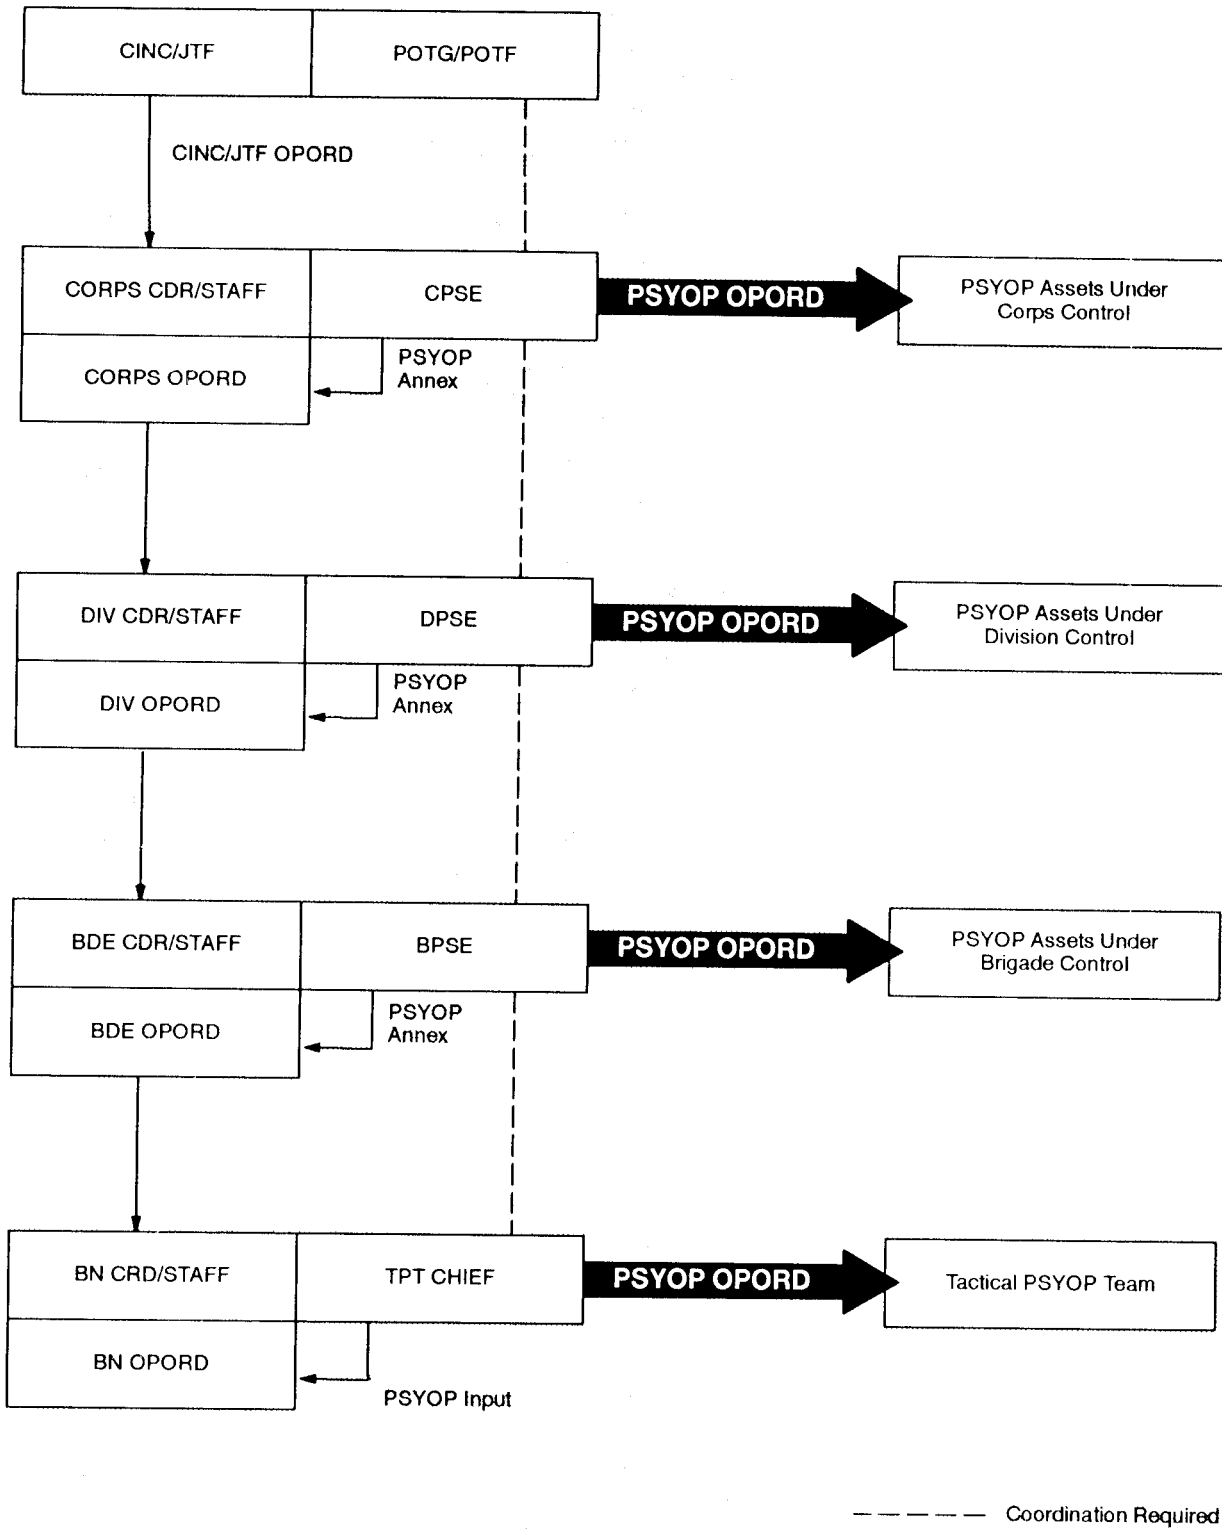 CINC/JTF
POTG/POTF
CINC/JTF OPORD
CORPS CDR/STAFF
CPSE
PSYOP OPORD
PSYOP Assets Under
Corps Control
CORPS OPORD
PSYOP
Annex
DIV CDR/STAFF
DPSE
PSYOP OPORD
PSYOP Assets Under
Division Control
DIV OPORD
PSYOP
Annex
BDE CDR/STAFF
BPSE
PSYOP OPORD
PSYOP Assets Under
Brigade Control
BDE OPORD
PSYOP
Annex
BN CRD/STAFF
TPT CHIEF
PSYOP OPORD
Tactical PSYOP Team
BN OPORD
PSYOP Input
Coordination Required